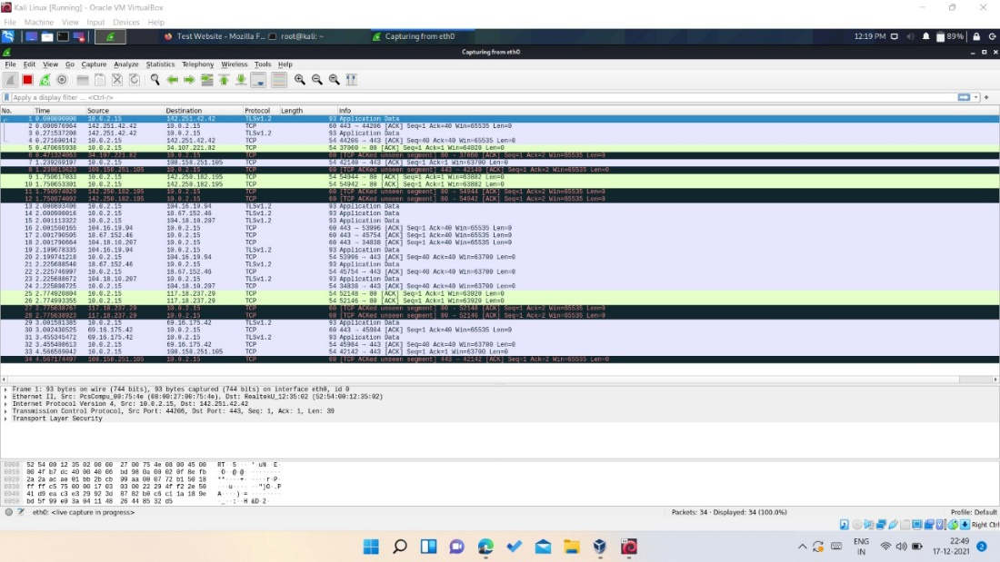 Kali Linux [Running] - Oracle VM VirtualBox
File Machine View Input Devices Help
Test Website - Mozilla F... root@kali: ~ Capturing from eth0 12:19 PM 89%
Capturing from eth0
File Edit View Go Capture Analyze Statistics Telephony Wireless Tools Help
Apply a display filter ... <Ctrl-/>
No. Time Source Destination Protocol Length Info
1 0.000000000 10.0.2.15 142.251.42.42 TLSv1.2 93 Application Data
2 0.000976964 142.251.42.42 10.0.2.15 TCP 60 443 → 44206 [ACK] Seq=1 Ack=40 Win=65535 Len=0
3 0.271537208 142.251.42.42 10.0.2.15 TLSv1.2 93 Application Data
4 0.271600142 10.0.2.15 142.251.42.42 TCP 54 44206 → 443 [ACK] Seq=40 Ack=40 Win=65535 Len=0
5 0.470665938 10.0.2.15 34.107.221.82 TCP 54 37060 → 80 [ACK] Seq=1 Ack=1 Win=64020 Len=0
6 0.471324063 34.107.221.82 10.0.2.15 TCP 60 [TCP ACKed unseen segment] 80 → 37060 [ACK] Seq=1 Ack=2 Win=65535 Len=0
7 1.239269197 10.0.2.15 108.158.251.105 TCP 54 42140 → 443 [ACK] Seq=1 Ack=1 Win=63700 Len=0
8 1.239813623 108.158.251.105 10.0.2.15 TCP 60 [TCP ACKed unseen segment] 443 → 42140 [ACK] Seq=1 Ack=2 Win=65535 Len=0
9 1.750617033 10.0.2.15 142.250.182.195 TCP 54 54944 → 80 [ACK] Seq=1 Ack=1 Win=63882 Len=0
10 1.750653301 10.0.2.15 142.250.182.195 TCP 54 54942 → 80 [ACK] Seq=1 Ack=1 Win=63882 Len=0
11 1.750974029 142.250.182.195 10.0.2.15 TCP 60 [TCP ACKed unseen segment] 80 → 54944 [ACK] Seq=1 Ack=2 Win=65535 Len=0
12 1.750974092 142.250.182.195 10.0.2.15 TCP 60 [TCP ACKed unseen segment] 80 → 54942 [ACK] Seq=1 Ack=2 Win=65535 Len=0
13 2.000893406 10.0.2.15 104.16.19.94 TLSv1.2 93 Application Data
14 2.000998016 10.0.2.15 18.67.152.46 TLSv1.2 93 Application Data
15 2.001113322 10.0.2.15 104.18.10.207 TLSv1.2 93 Application Data
16 2.001560165 104.16.19.94 10.0.2.15 TCP 60 443 → 53996 [ACK] Seq=1 Ack=40 Win=65535 Len=0
17 2.001790505 18.67.152.46 10.0.2.15 TCP 60 443 → 45754 [ACK] Seq=1 Ack=40 Win=65535 Len=0
18 2.001790664 104.18.10.207 10.0.2.15 TCP 60 443 → 34838 [ACK] Seq=1 Ack=40 Win=65535 Len=0
19 2.199678335 104.16.19.94 10.0.2.15 TLSv1.2 93 Application Data
20 2.199741218 10.0.2.15 104.16.19.94 TCP 54 53996 → 443 [ACK] Seq=40 Ack=40 Win=63700 Len=0
21 2.225688540 18.67.152.46 10.0.2.15 TLSv1.2 93 Application Data
22 2.225746997 10.0.2.15 18.67.152.46 TCP 54 45754 → 443 [ACK] Seq=40 Ack=40 Win=63700 Len=0
23 2.225688672 104.18.10.207 10.0.2.15 TLSv1.2 93 Application Data
24 2.225898725 10.0.2.15 104.18.10.207 TCP 54 34838 → 443 [ACK] Seq=40 Ack=40 Win=63700 Len=0
25 2.774920804 10.0.2.15 117.18.237.29 TCP 54 52148 → 80 [ACK] Seq=1 Ack=1 Win=63920 Len=0
26 2.774993355 10.0.2.15 117.18.237.29 TCP 54 52146 → 80 [ACK] Seq=1 Ack=1 Win=63920 Len=0
27 2.775638767 117.18.237.29 10.0.2.15 TCP 60 [TCP ACKed unseen segment] 80 → 52148 [ACK] Seq=1 Ack=2 Win=65535 Len=0
28 2.775638923 117.18.237.29 10.0.2.15 TCP 60 [TCP ACKed unseen segment] 80 → 52146 [ACK] Seq=1 Ack=2 Win=65535 Len=0
29 3.001581385 10.0.2.15 69.16.175.42 TLSv1.2 93 Application Data
30 3.002430525 69.16.175.42 10.0.2.15 TCP 60 443 → 45984 [ACK] Seq=1 Ack=40 Win=65535 Len=0
31 3.455345472 69.16.175.42 10.0.2.15 TLSv1.2 93 Application Data
32 3.455408613 10.0.2.15 69.16.175.42 TCP 54 45984 → 443 [ACK] Seq=40 Ack=40 Win=63700 Len=0
33 4.566569042 10.0.2.15 108.158.251.105 TCP 54 42142 → 443 [ACK] Seq=1 Ack=1 Win=63700 Len=0
34 4.567174497 108.158.251.105 10.0.2.15 TCP 60 [TCP ACKed unseen segment] 443 → 42142 [ACK] Seq=1 Ack=2 Win=65535 Len=0
Frame 1: 93 bytes on wire (744 bits), 93 bytes captured (744 bits) on interface eth0, id 0
Ethernet II, Src: PcsCompu_00:75:4e (08:00:27:00:75:4e), Dst: RealtekU_12:35:02 (52:54:00:12:35:02)
Internet Protocol Version 4, Src: 10.0.2.15, Dst: 142.251.42.42
Transmission Control Protocol, Src Port: 44206, Dst Port: 443, Seq: 1, Ack: 1, Len: 39
Transport Layer Security
0000 52 54 00 12 35 02 08 00 27 00 75 4e 08 00 45 00 RT··5···'·uN··E·
0010 00 4f b7 dc 40 00 40 06 bd 98 0a 00 02 0f 8e fb ·O··@·@·········
0020 2a 2a ac ae 01 bb 2b cb 99 aa 00 07 72 b1 50 18 **····+·····r·P·
0030 ff ff c5 75 00 00 17 03 03 00 22 29 4f f2 2e 50 ···u······")O·.P
0040 41 d9 ea c3 e3 29 92 3d 87 82 b0 c6 c1 1a 18 9e A····)·=········
0050 bd 5f 99 e0 3a 04 11 48 26 44 85 32 d5 ·_··:··H&D·2·
eth0: <live capture in progress> Packets: 34 · Displayed: 34 (100.0%) Profile: Default
Right Ctrl
ENG IN 22:49 17-12-2021 2